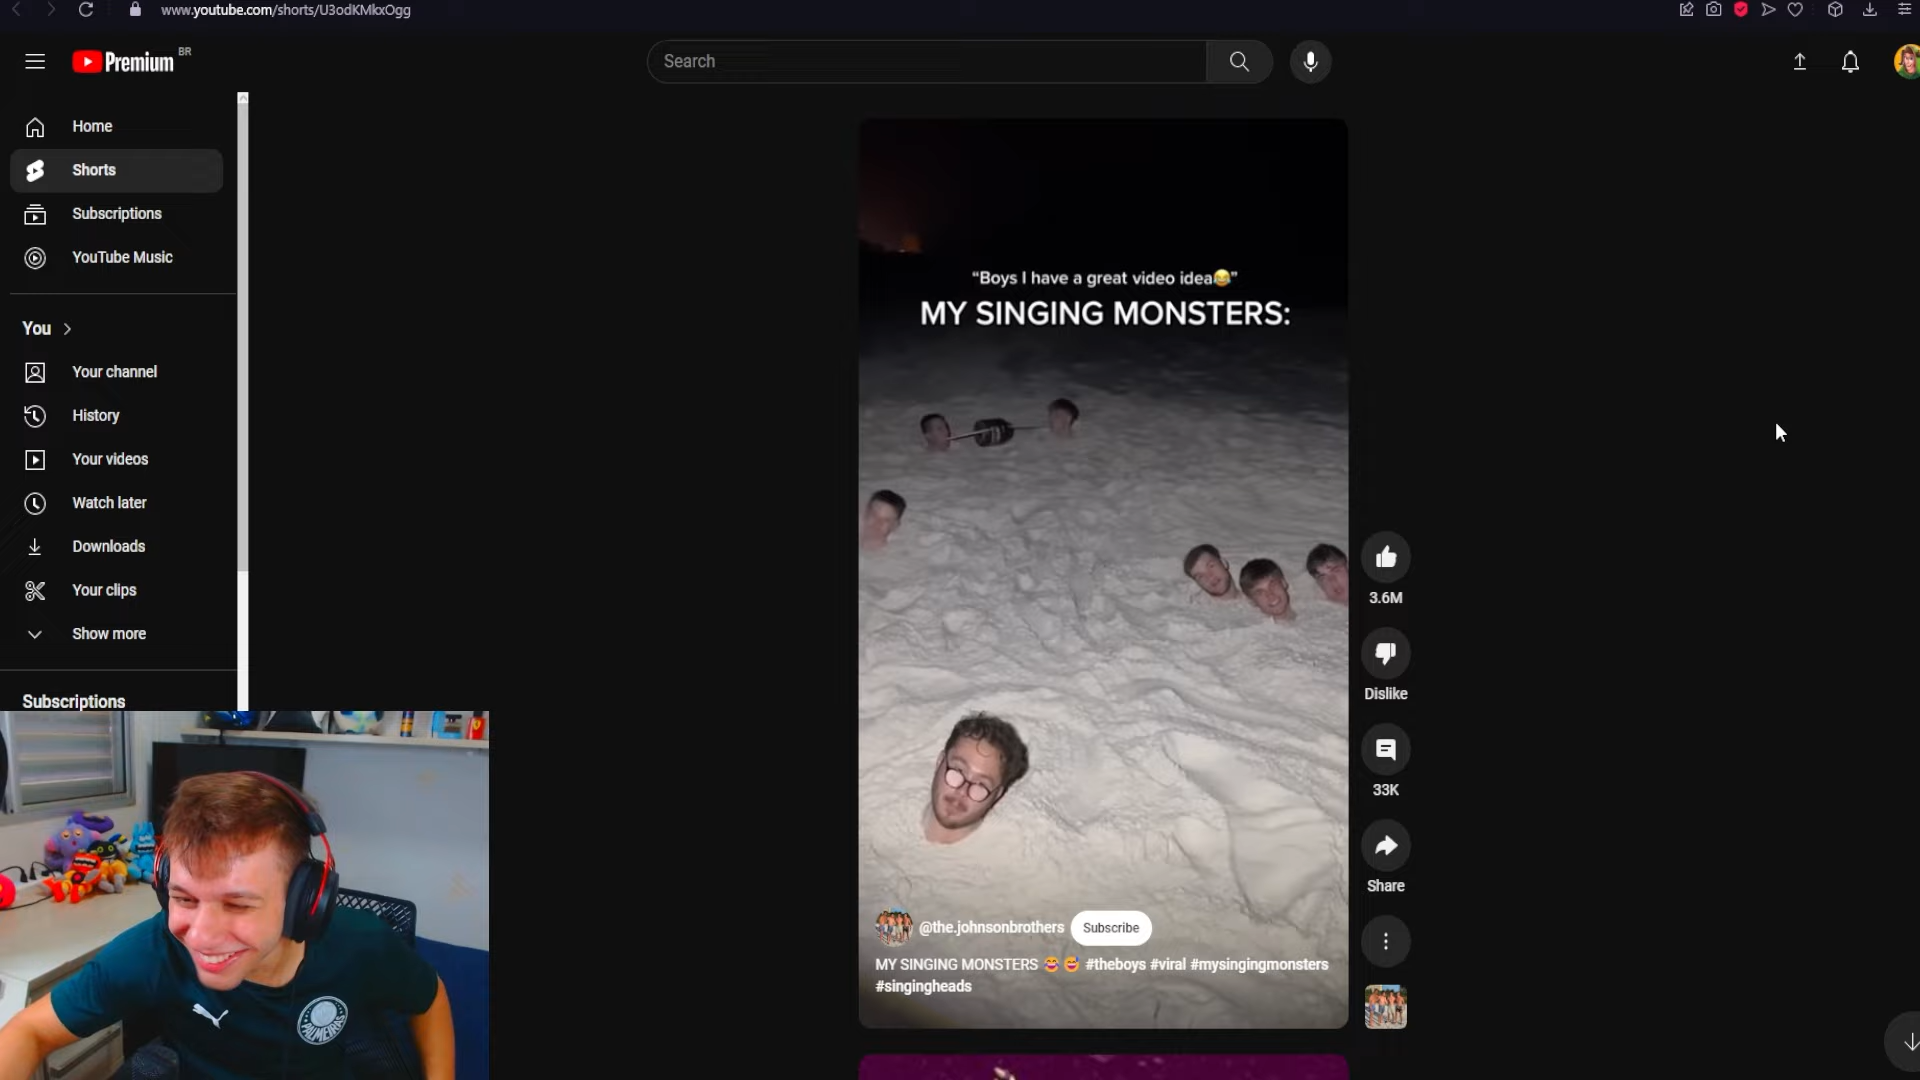 www.youtube.com/shorts/U3odKMkxOgg
Premium BR
Search
Home
Shorts
Subscriptions
YouTube Music
You
Your channel
History
Your videos
Watch later
Downloads
Your clips
Show more
Subscriptions
“Boys I have a great video idea😂”
MY SINGING MONSTERS:
3.6M
Dislike
33K
Share
@the.johnsonbrothers Subscribe
MY SINGING MONSTERS 😂 😅 #theboys #viral #mysingingmonsters
#singingheads
PALMEIRAS